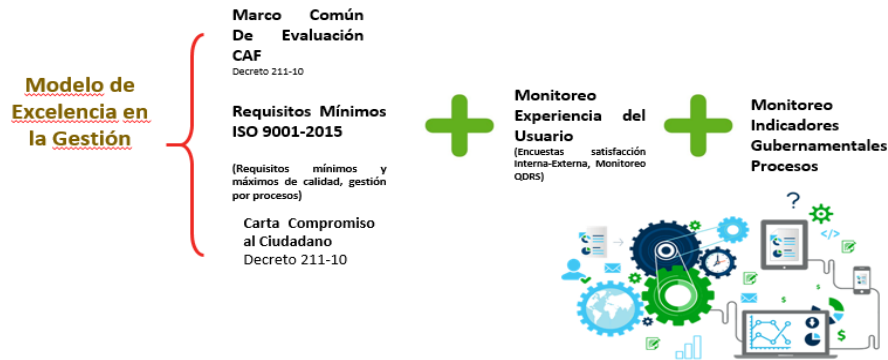 Modelo de
Excelencia en
la Gestión
Marco Común
De Evaluación
CAF
Decreto 211-10
Requisitos Mínimos
ISO 9001-2015
(Requisitos mínimos y
máximos de calidad, gestión
por procesos)
Carta Compromiso
al Ciudadano
Decreto 211-10
Monitoreo
Experiencia del
Usuario
(Encuestas satisfacción
Interna-Externa, Monitoreo
QDRS)
Monitoreo
Indicadores
Gubernamentales
Procesos
?
</>
$
$
$